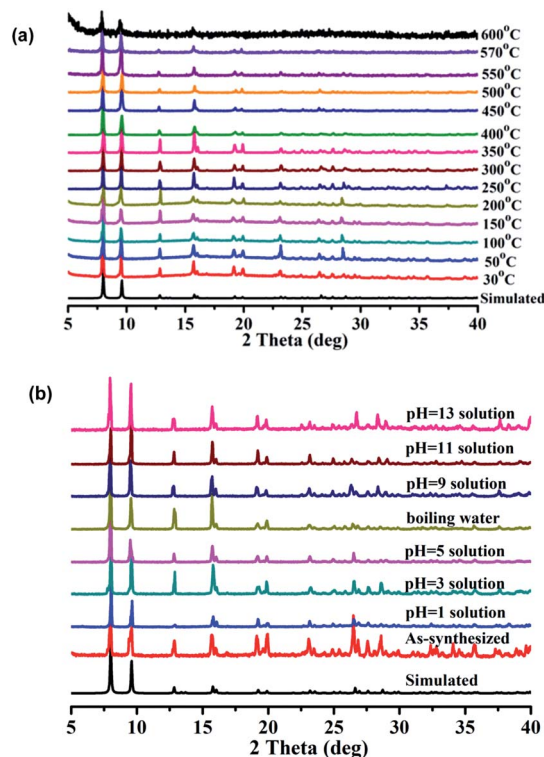 (a)
600°C
570°C
550°C
500°C
450°C
400°C
350°C
300°C
250°C
200°C
150°C
100°C
50°C
30°C
Simulated
5 10 15 20 25 30 35 40
2 Theta (deg)
(b)
pH=13 solution
pH=11 solution
pH=9 solution
boiling water
pH=5 solution
pH=3 solution
pH=1 solution
As-synthesized
Simulated
5 10 15 20 25 30 35 40
2 Theta (deg)